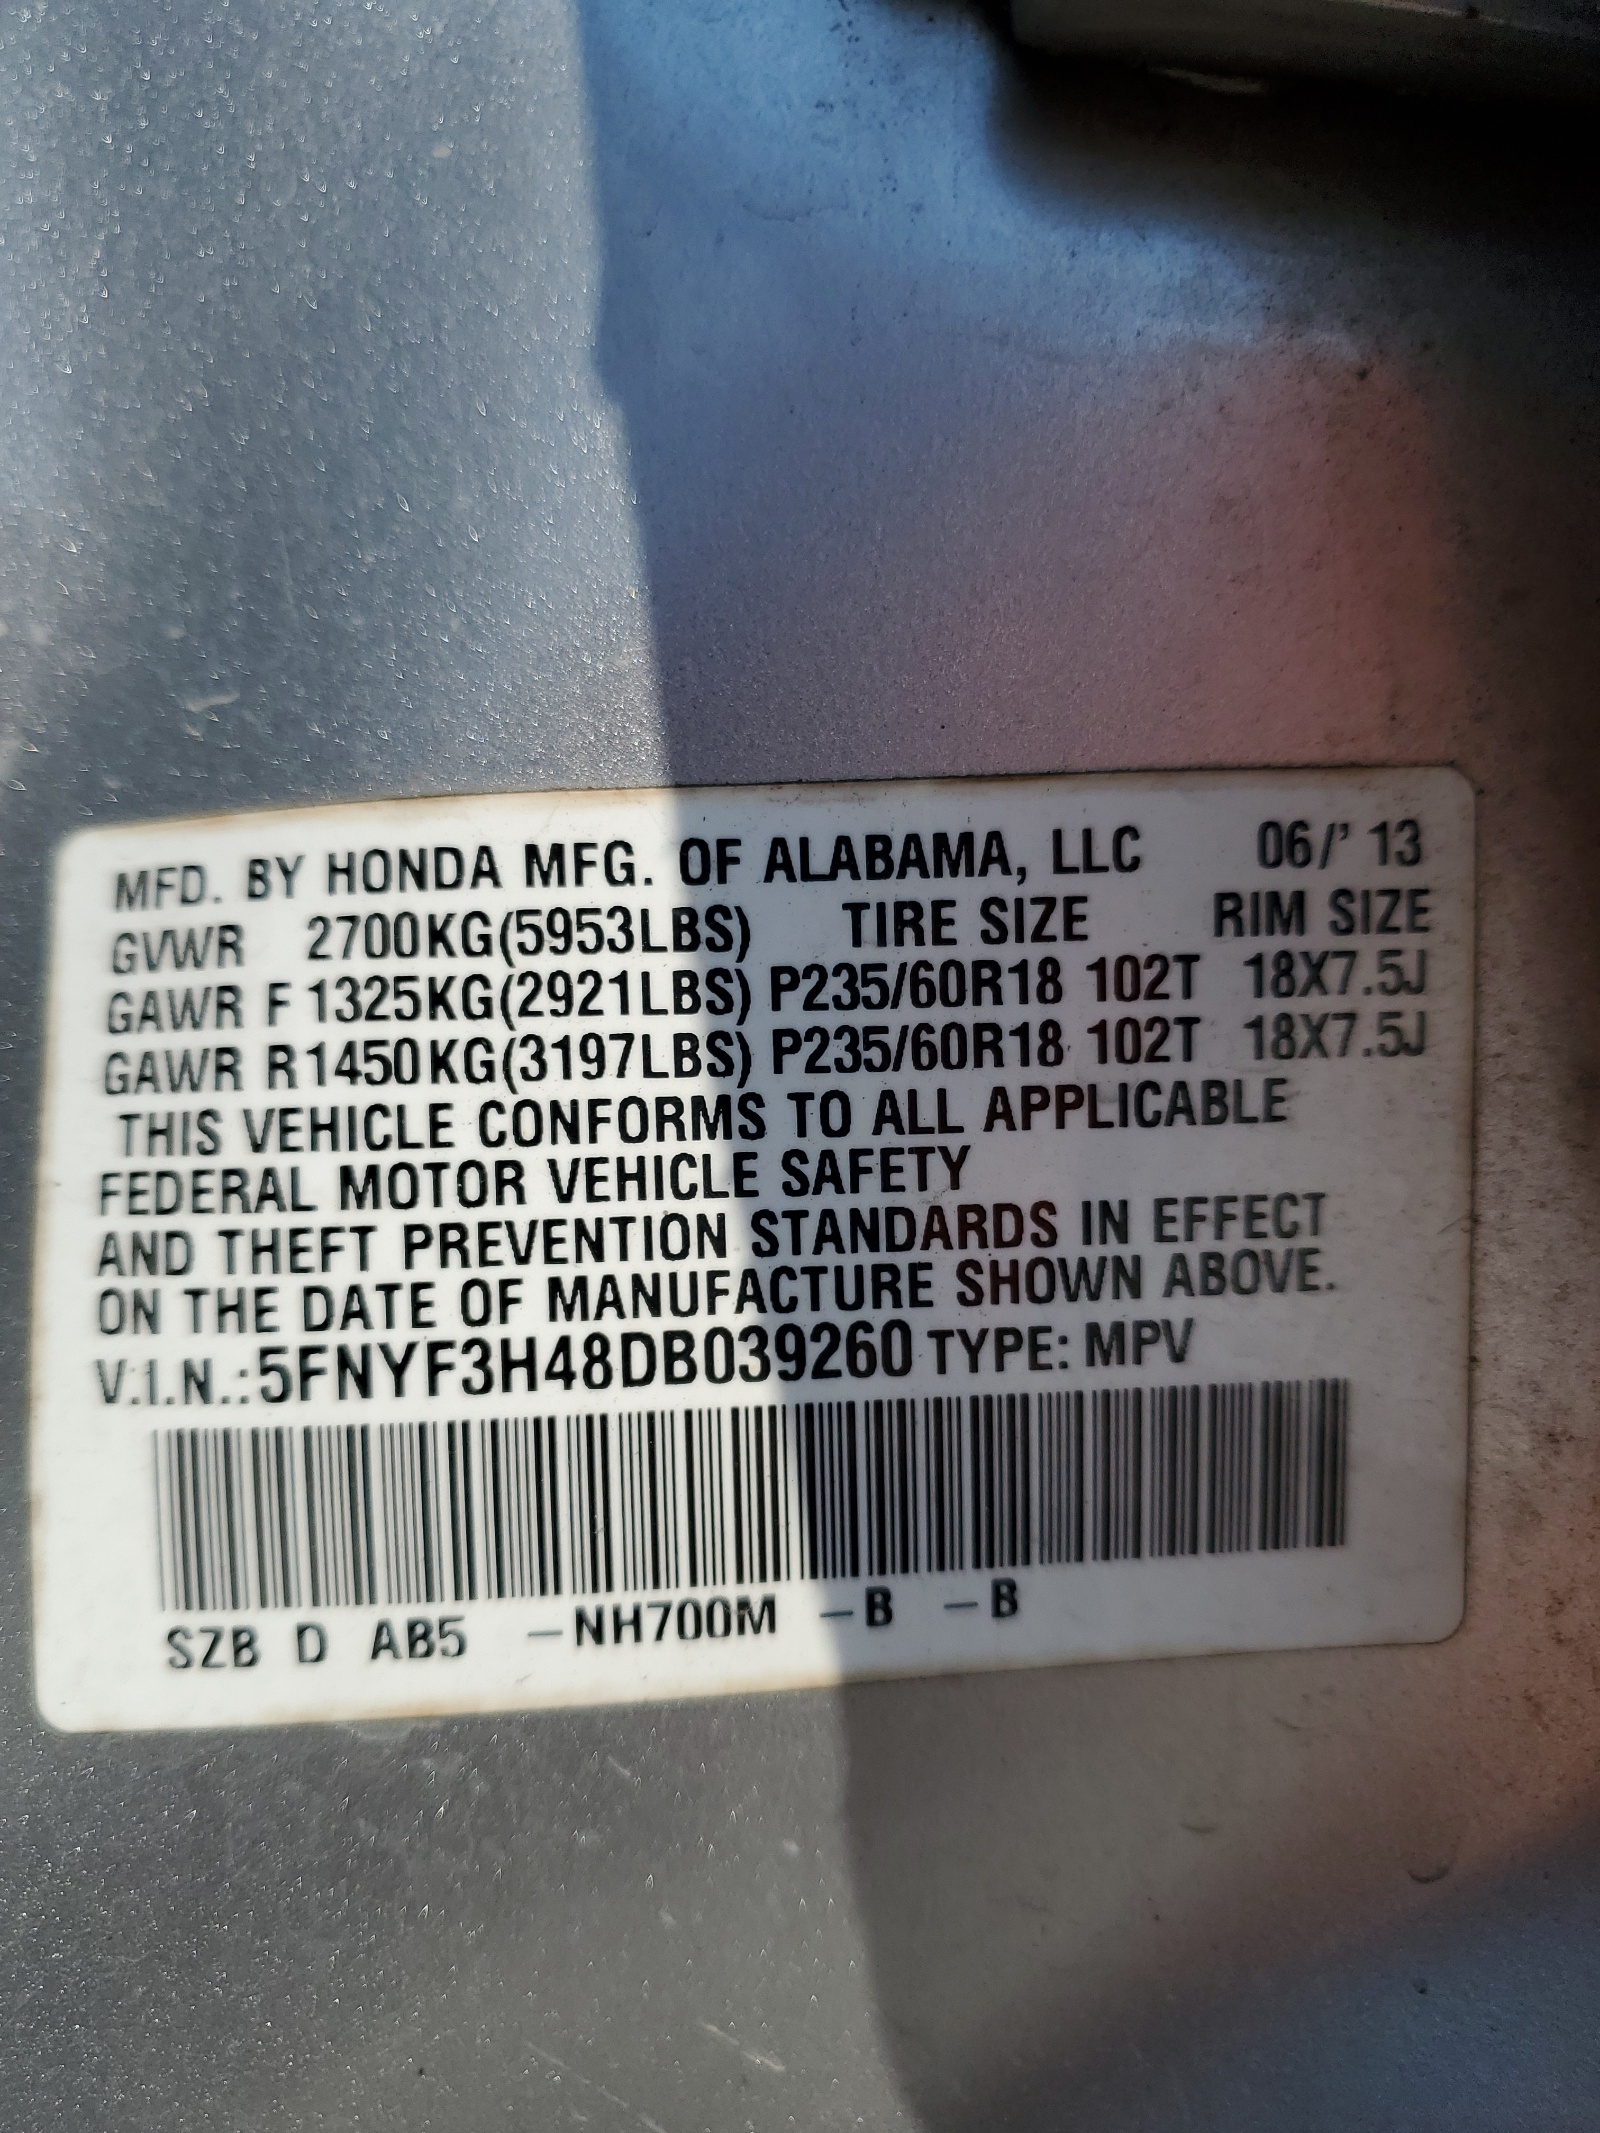 MFD. BY HONDA MFG. OF ALABAMA, LLC 06/' 13
GVWR 2700KG(5953LBS) TIRE SIZE RIM SIZE
GAWR F 1325KG(2921LBS) P235/60R18 102T 18X7.5J
GAWR R1450KG(3197LBS) P235/60R18 102T 18X7.5J
THIS VEHICLE CONFORMS TO ALL APPLICABLE
FEDERAL MOTOR VEHICLE SAFETY
AND THEFT PREVENTION STANDARDS IN EFFECT
ON THE DATE OF MANUFACTURE SHOWN ABOVE.
V.I.N.:5FNYF3H48DB039260 TYPE: MPV
SZB D AB5 –NH700M –B –B